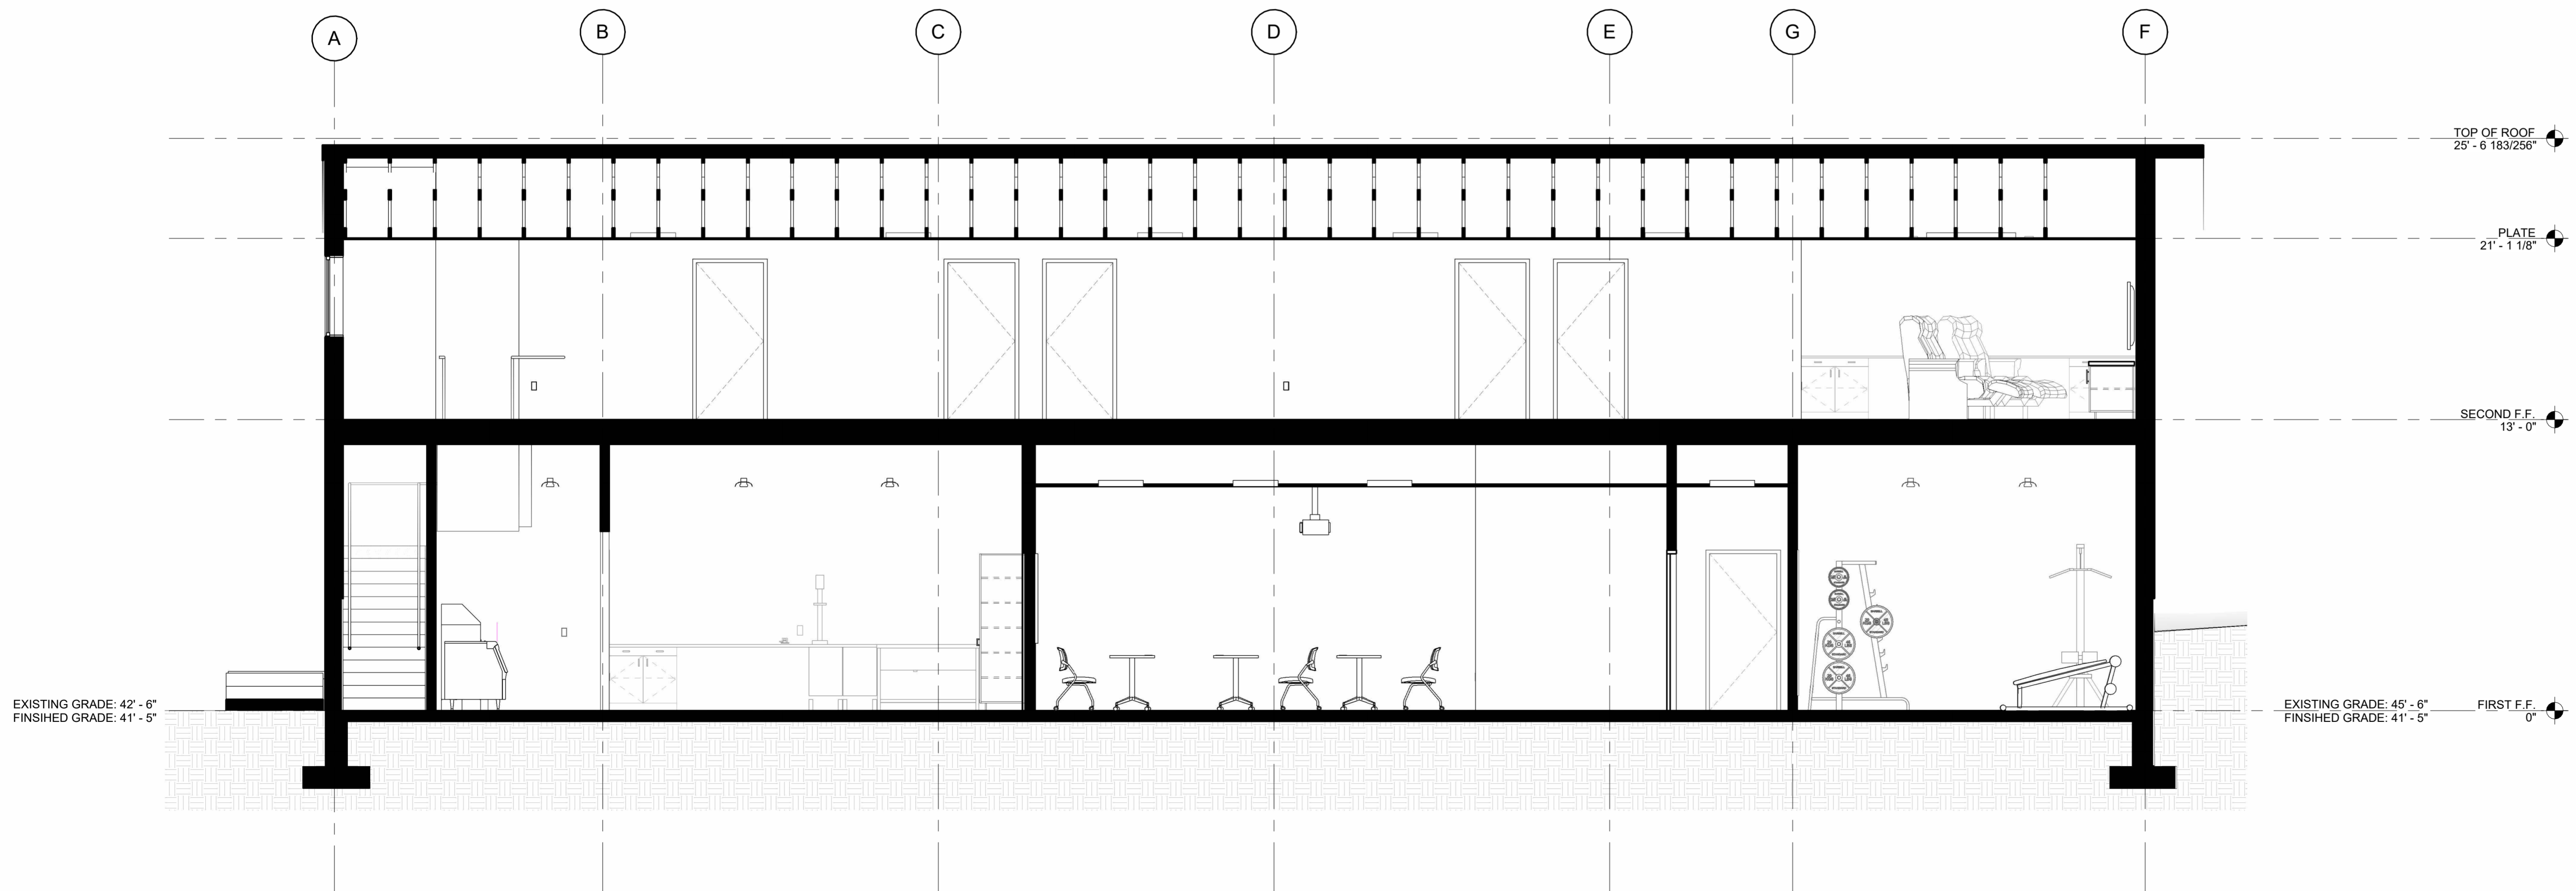 A
B
C
D
E
G
F
TOP OF ROOF
25' - 6 183/256"
PLATE
21' - 1 1/8"
SECOND F.F.
13' - 0"
EXISTING GRADE: 42' - 6"
FINSIHED GRADE: 41' - 5"
EXISTING GRADE: 45' - 6"
FINSIHED GRADE: 41' - 5"
FIRST F.F.
0"